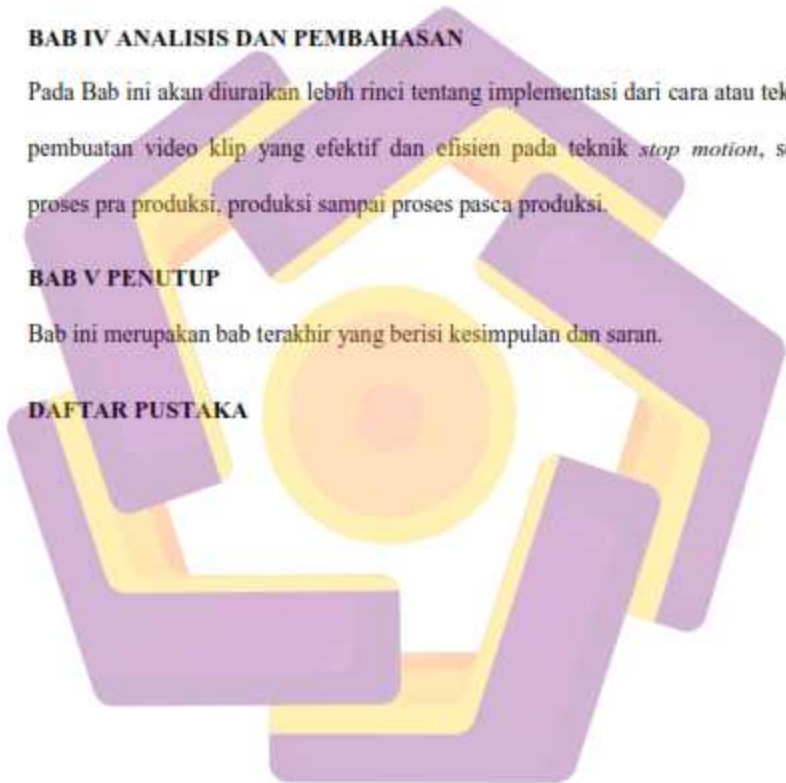 BAB IV ANALISIS DAN PEMBAHASAN
Pada Bab ini akan diuraikan lebih rinci tentang implementasi dari cara atau tek
pembuatan video klip yang efektif dan efisien pada teknik stop motion, s
proses pra produksi, produksi sampai proses pasca produksi.
BAB V PENUTUP
Bab ini merupakan bab terakhir yang berisi kesimpulan dan saran.
DAFTAR PUSTAKA